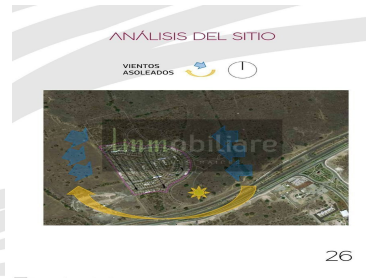 ANÁLISIS DEL SITIO
VIENTOS
ASOLEADOS
Immobiliare
26